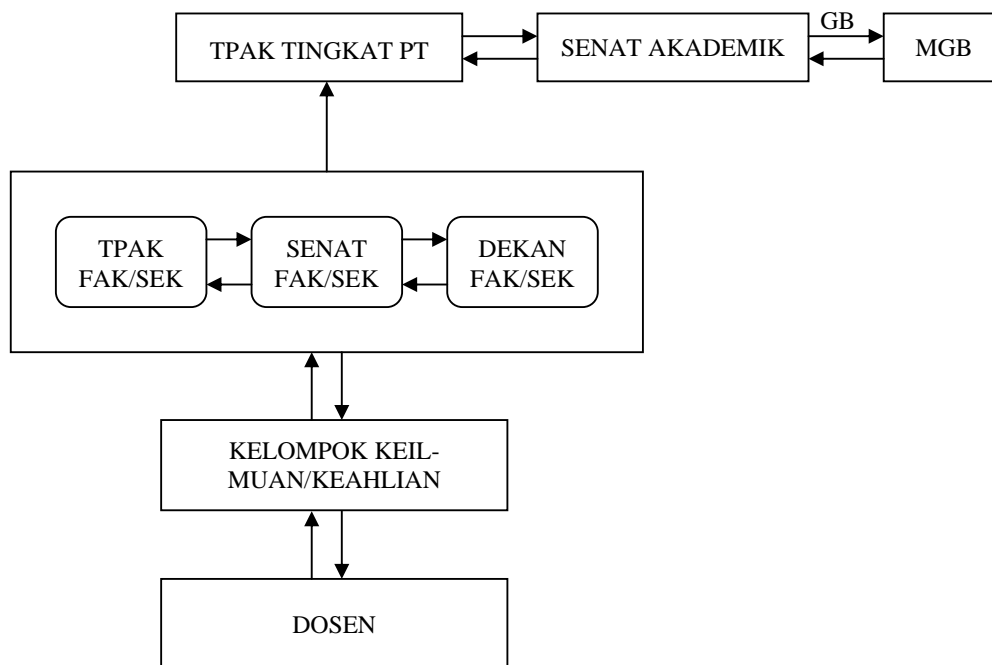 TPAK TINGKAT PT
SENAT AKADEMIK
GB
MGB
TPAK
FAK/SEK
SENAT
FAK/SEK
DEKAN
FAK/SEK
KELOMPOK KEIL-
MUAN/KEAHLIAN
DOSEN